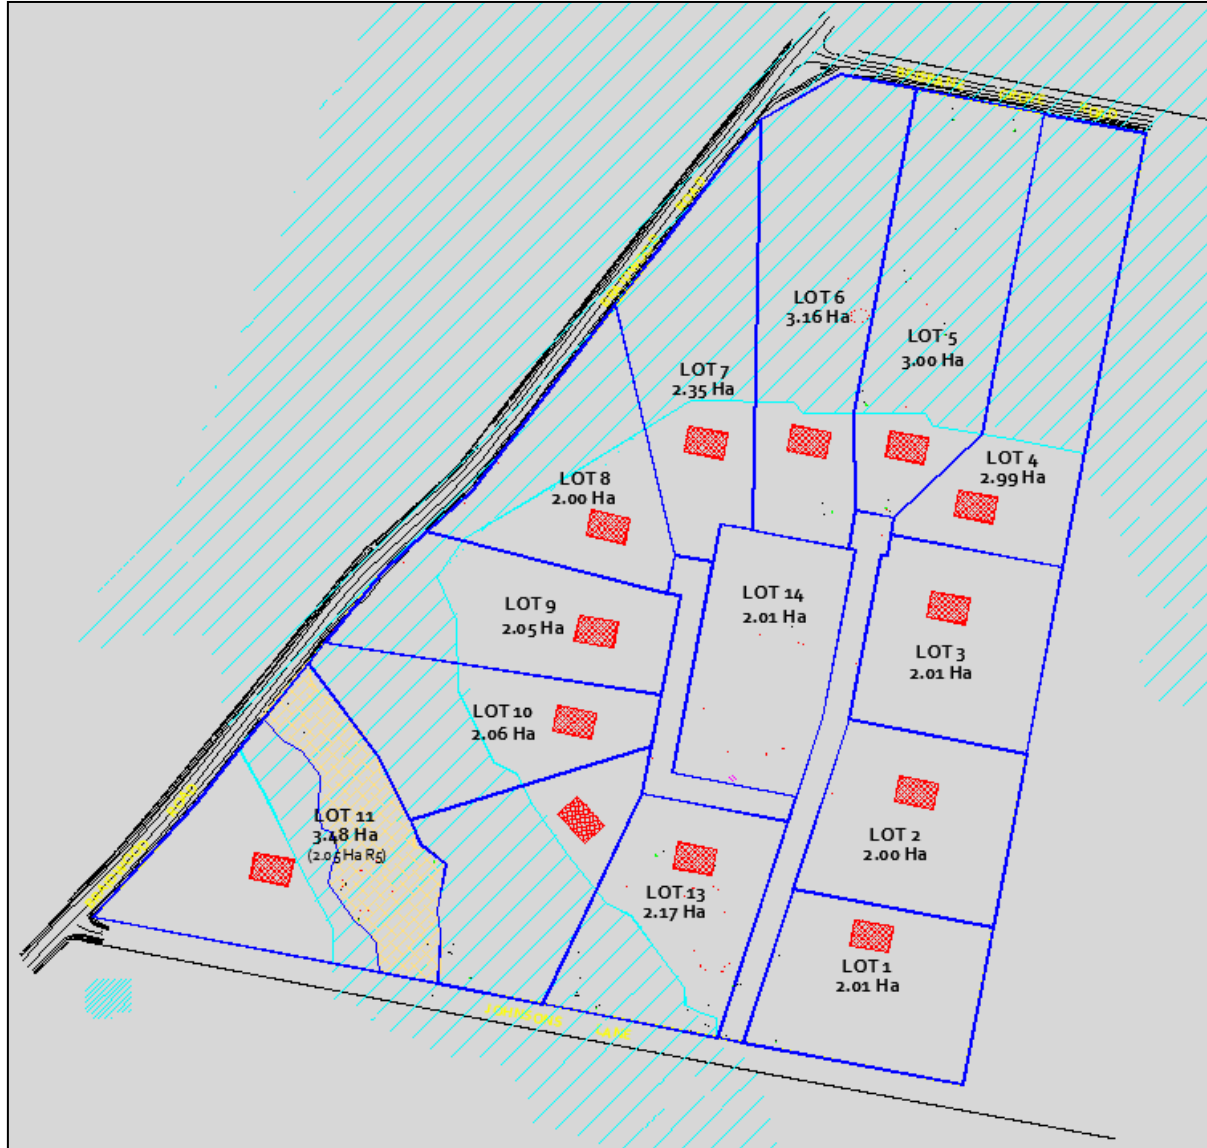 LOT 6
3.16 Ha
LOT 5
3.00 Ha
LOT 7
2.35 Ha
LOT 4
2.99 Ha
LOT 8
2.00 Ha
LOT 14
2.01 Ha
LOT 9
2.05 Ha
LOT 3
2.01 Ha
LOT 10
2.06 Ha
LOT 11
3.48 Ha
(2.05 Ha R5)
LOT 2
2.00 Ha
LOT 13
2.17 Ha
LOT 1
2.01 Ha
LANE